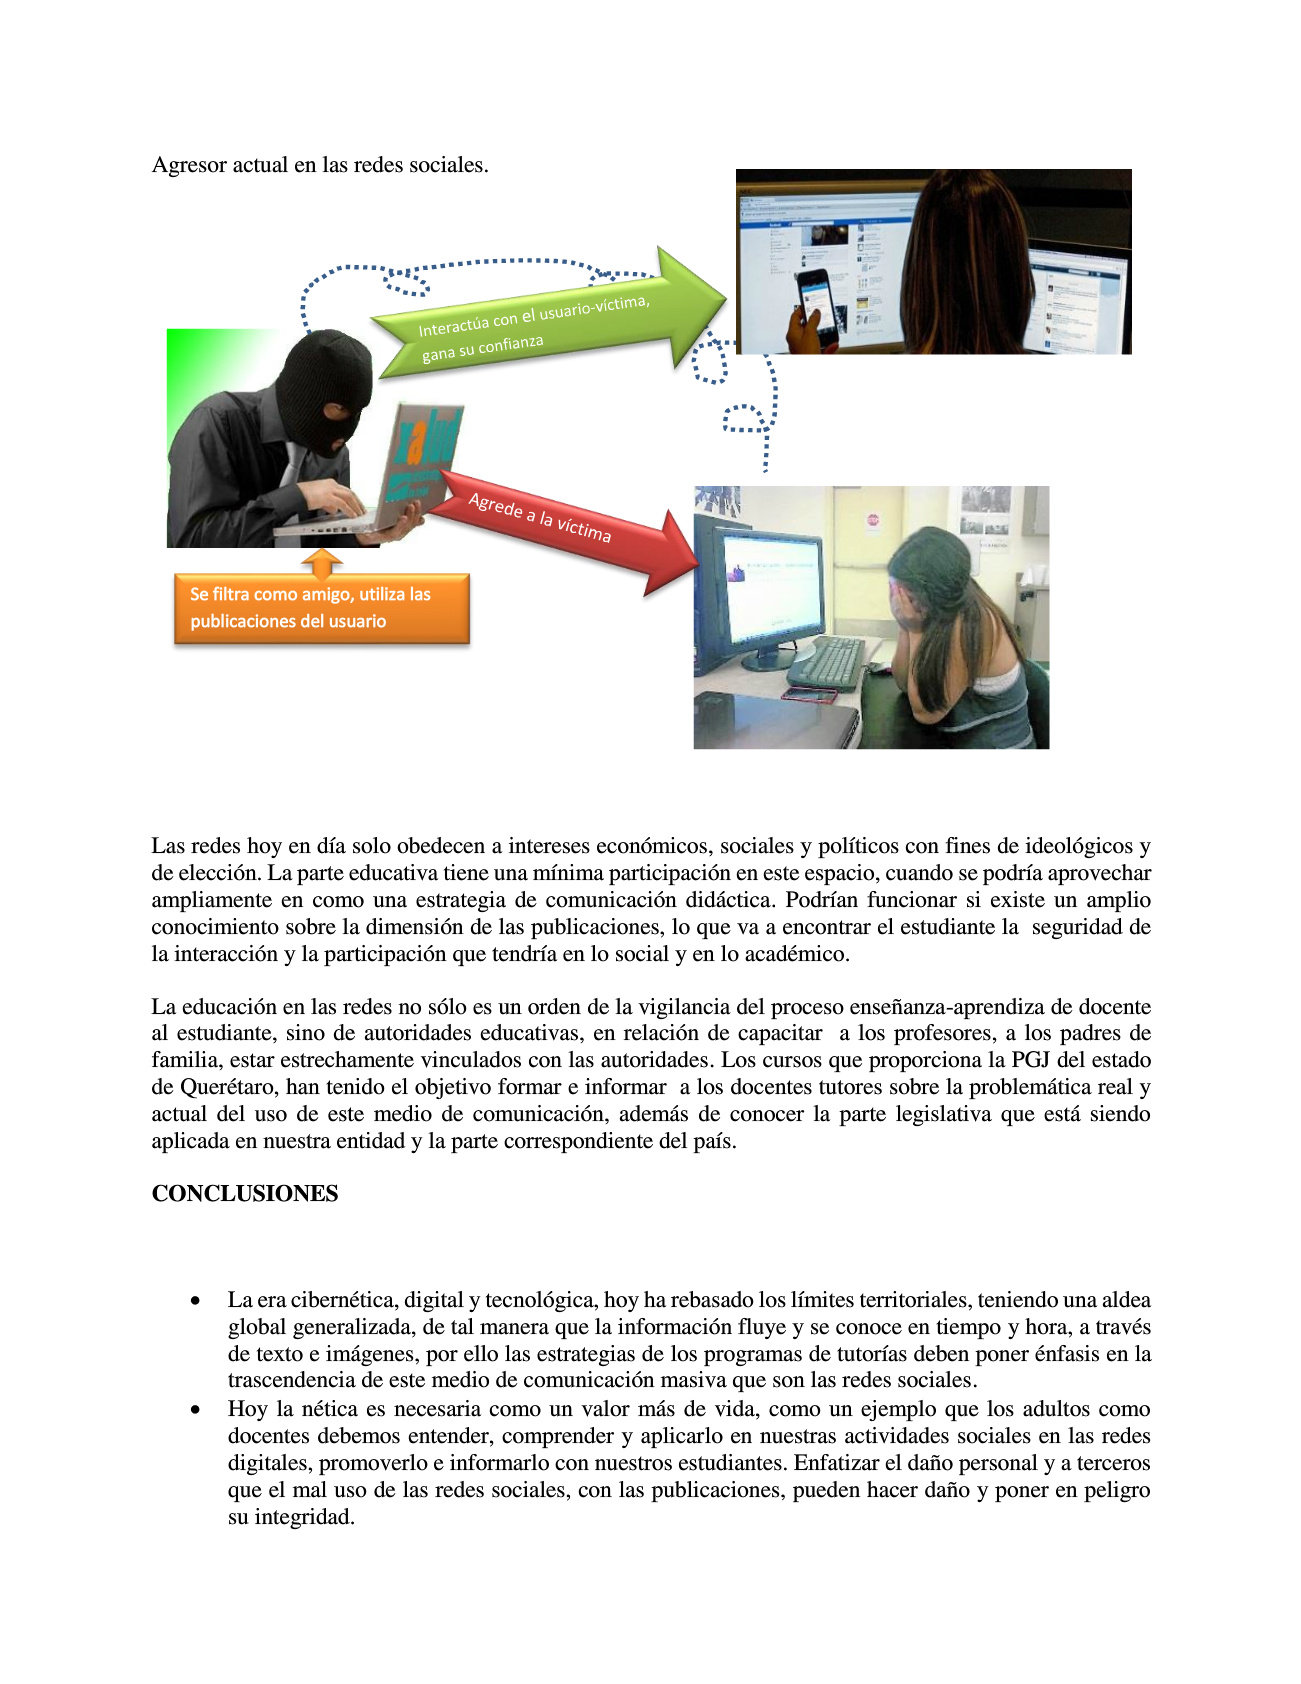 Agresor actual en las redes sociales.
Interactúa con el usuario-víctima,
gana su confianza
xalud
Agrede a la víctima
Se filtra como amigo, utiliza las
publicaciones del usuario
Las redes hoy en día solo obedecen a intereses económicos, sociales y políticos con fines de ideológicos y
de elección. La parte educativa tiene una mínima participación en este espacio, cuando se podría aprovechar
ampliamente en como una estrategia de comunicación didáctica. Podrían funcionar si existe un amplio
conocimiento sobre la dimensión de las publicaciones, lo que va a encontrar el estudiante la  seguridad de
la interacción y la participación que tendría en lo social y en lo académico.
La educación en las redes no sólo es un orden de la vigilancia del proceso enseñanza-aprendiza de docente
al estudiante, sino de autoridades educativas, en relación de capacitar  a los profesores, a los padres de
familia, estar estrechamente vinculados con las autoridades. Los cursos que proporciona la PGJ del estado
de Querétaro, han tenido el objetivo formar e informar  a los docentes tutores sobre la problemática real y
actual del uso de este medio de comunicación, además de conocer la parte legislativa que está siendo
aplicada en nuestra entidad y la parte correspondiente del país.
CONCLUSIONES
• La era cibernética, digital y tecnológica, hoy ha rebasado los límites territoriales, teniendo una aldea
global generalizada, de tal manera que la información fluye y se conoce en tiempo y hora, a través
de texto e imágenes, por ello las estrategias de los programas de tutorías deben poner énfasis en la
trascendencia de este medio de comunicación masiva que son las redes sociales.
• Hoy la nética es necesaria como un valor más de vida, como un ejemplo que los adultos como
docentes debemos entender, comprender y aplicarlo en nuestras actividades sociales en las redes
digitales, promoverlo e informarlo con nuestros estudiantes. Enfatizar el daño personal y a terceros
que el mal uso de las redes sociales, con las publicaciones, pueden hacer daño y poner en peligro
su integridad.